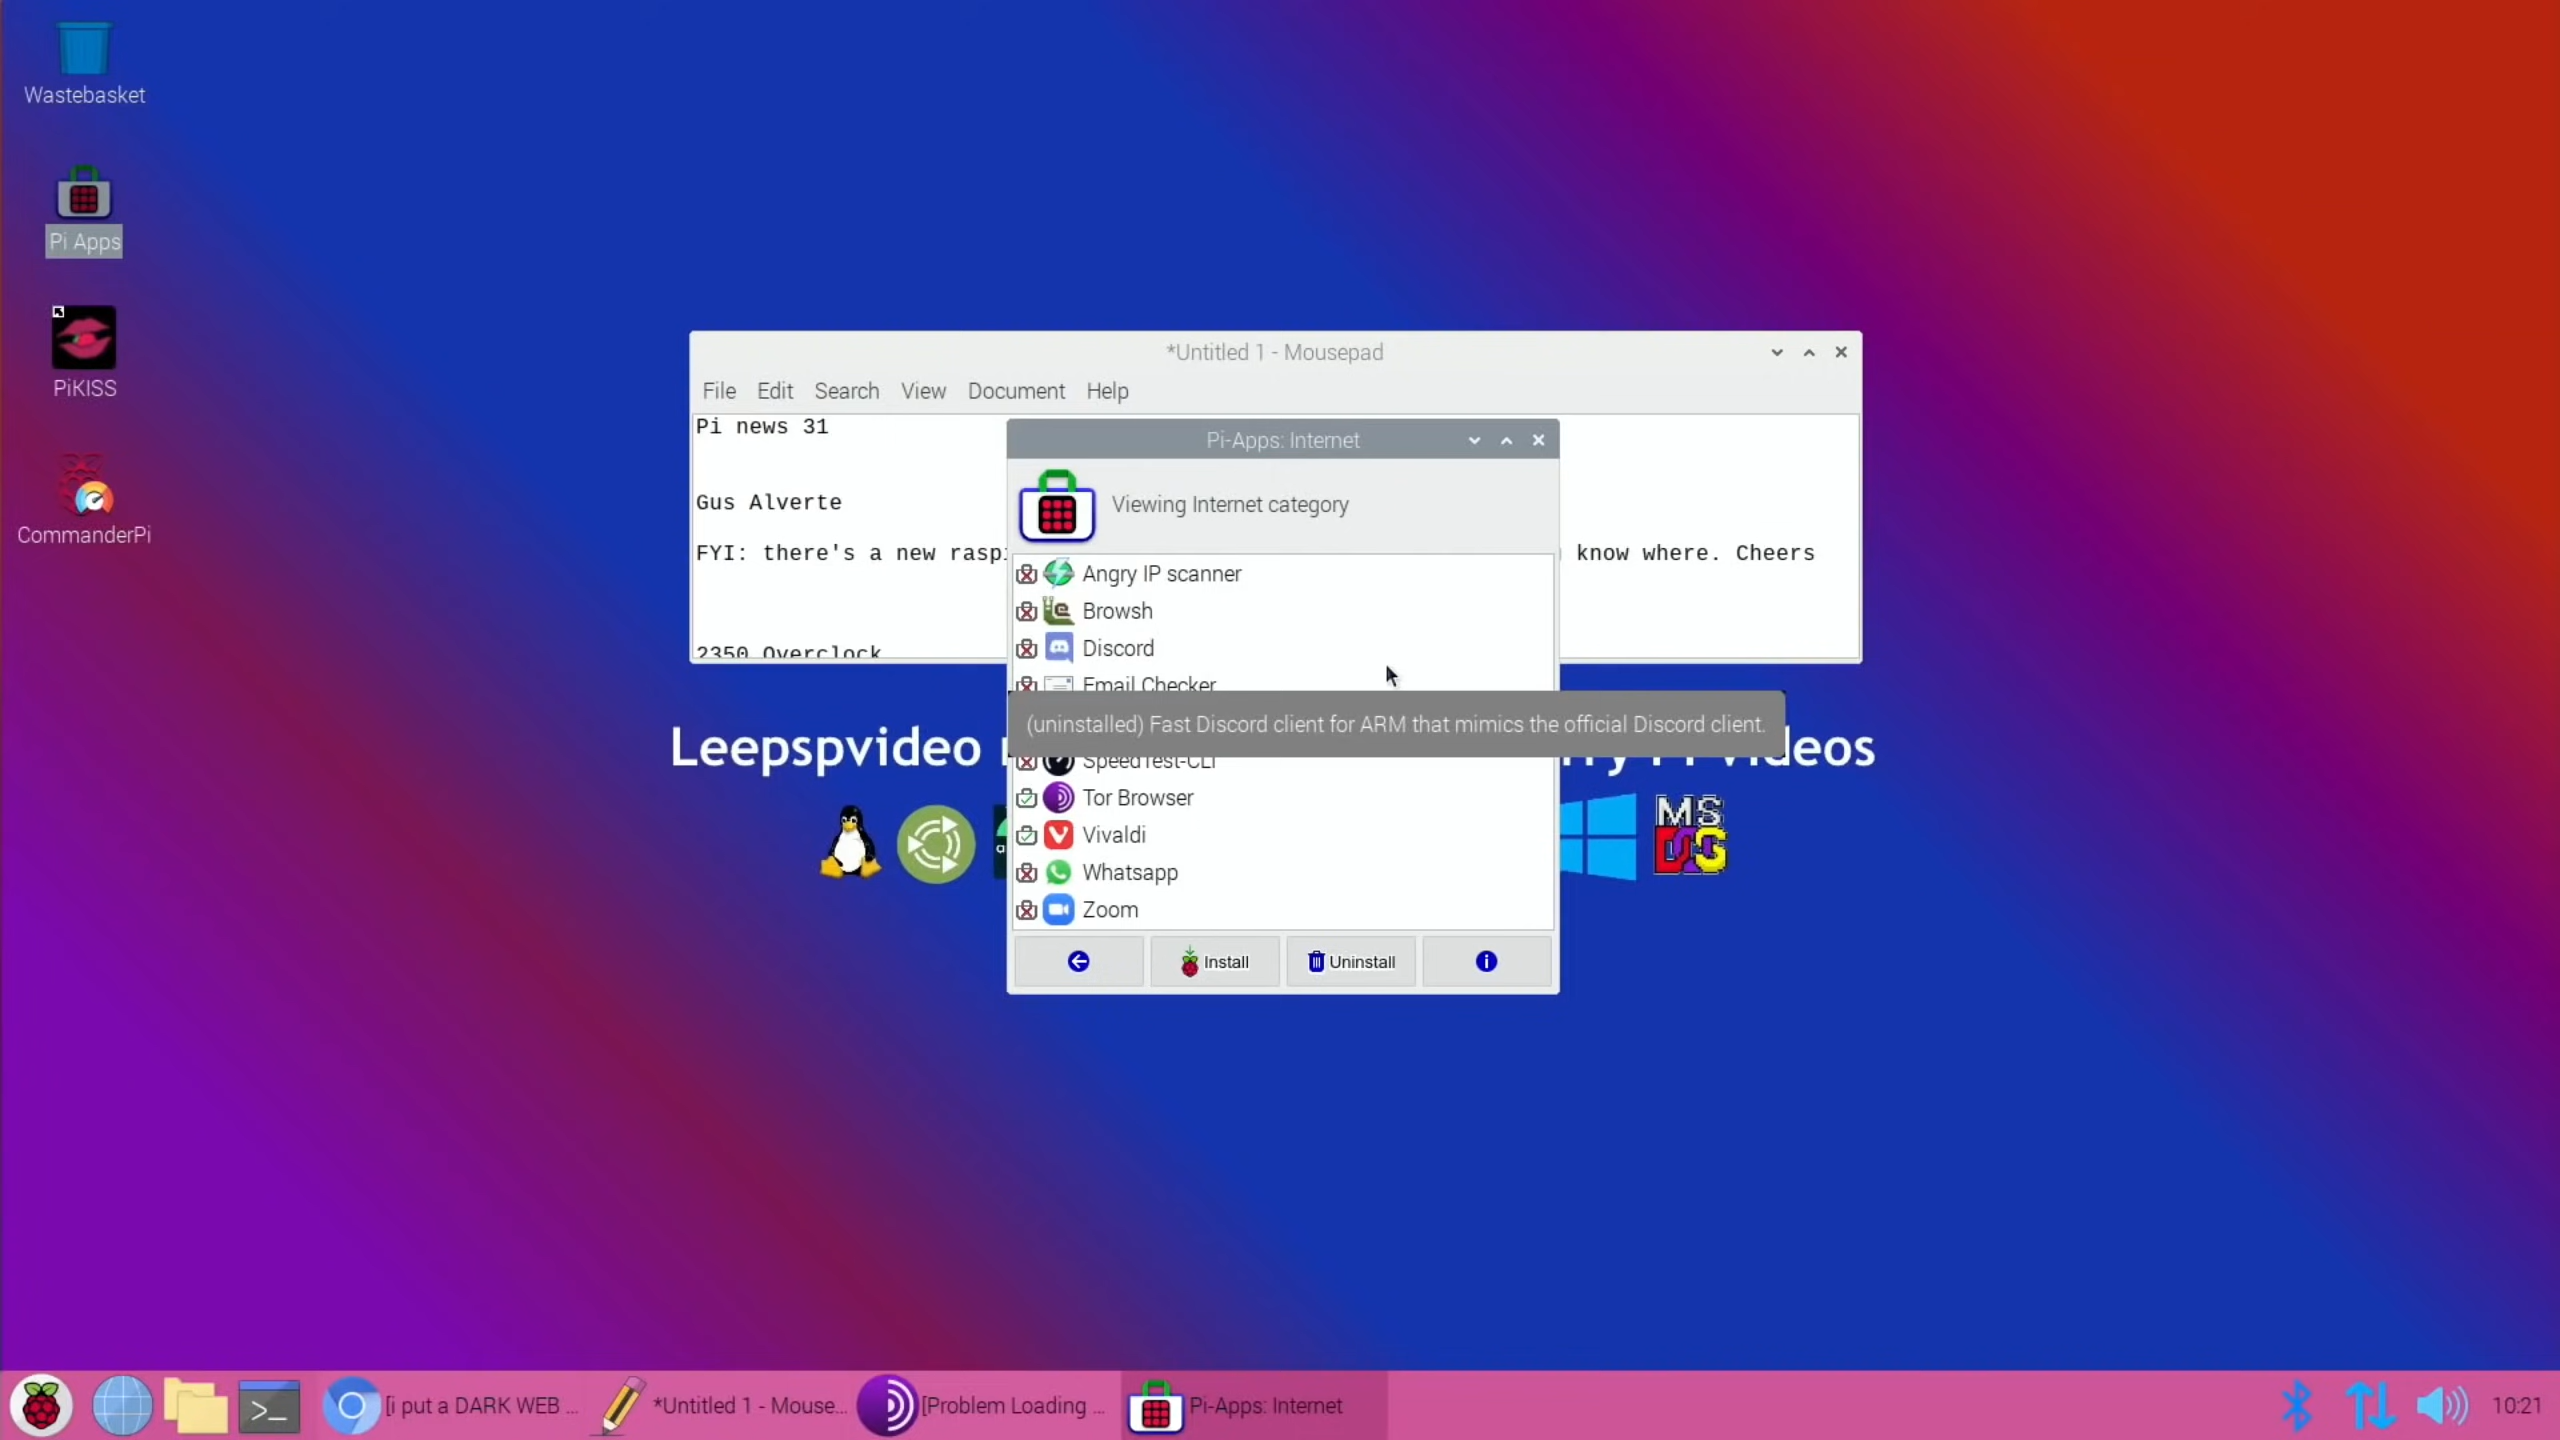 Wastebasket
Pi Apps
PiKISS
CommanderPi
*Untitled 1 - Mousepad
File Edit Search View Document Help
Pi news 31
Gus Alverte
FYI: there's a new rasp know where. Cheers
2350 Overclock
Pi-Apps: Internet
Viewing Internet category
Angry IP scanner
Browsh
Discord
Email Checker
(uninstalled) Fast Discord client for ARM that mimics the official Discord client.
SpeedTest-CLI
Tor Browser
Vivaldi
Whatsapp
Zoom
Install
Uninstall
Leepspvideo
MS
DOS
[i put a DARK WEB ...
*Untitled 1 - Mouse...
[Problem Loading ...
Pi-Apps: Internet
10:21